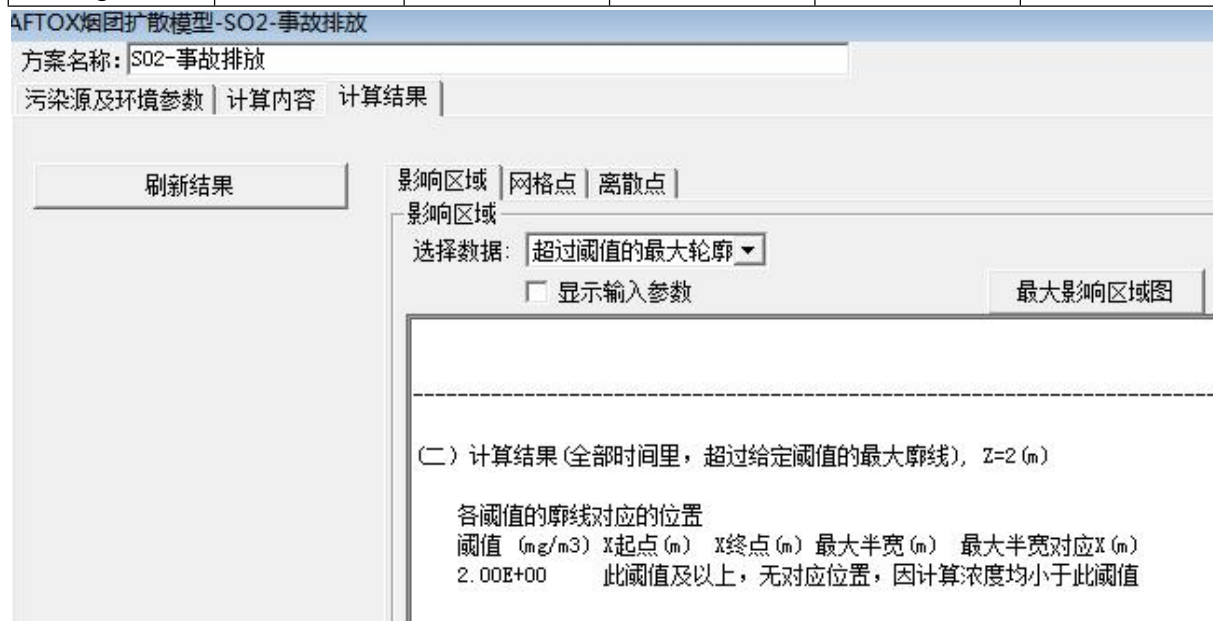 AFTOX烟团扩散模型-SO2-事故排放
方案名称: SO2-事故排放
污染源及环境参数 计算内容 计算结果
刷新结果
影响区域 网格点 离散点
影响区域
选择数据: 超过阈值的最大轮廓
显示输入参数
最大影响区域图
(二) 计算结果(全部时间里，超过给定阈值的最大廓线), Z=2(m)
各阈值的廓线对应的位置
阈值 (mg/m3) X起点(m) X终点(m) 最大半宽(m) 最大半宽对应X(m)
2.00E+00 此阈值及以上，无对应位置，因计算浓度均小于此阈值